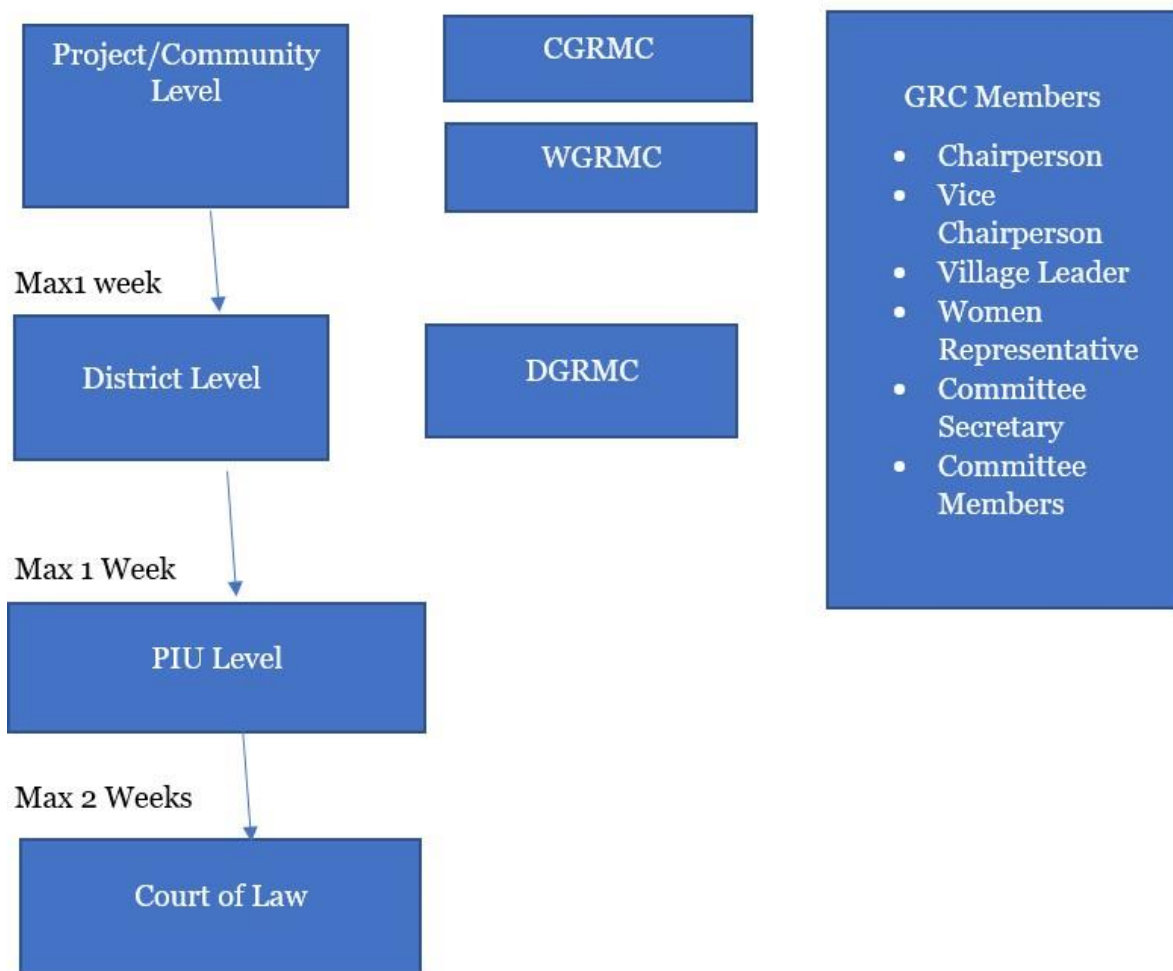 Project/Community
Level
CGRMC
WGRMC
Max1 week
District Level
DGRMC
Max 1 Week
PIU Level
Max 2 Weeks
Court of Law
GRC Members
• Chairperson
• Vice
Chairperson
• Village Leader
• Women
Representative
• Committee
Secretary
• Committee
Members